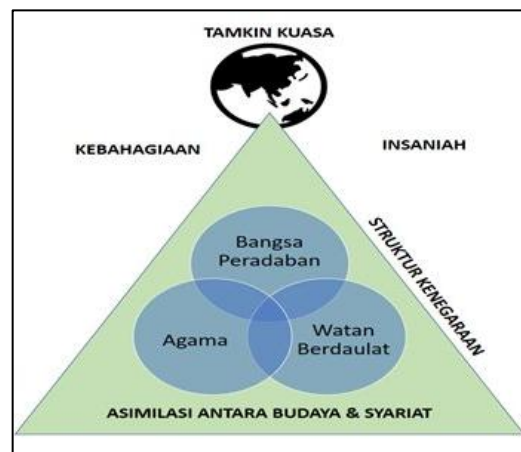 TAMKIN KUASA
KEBAHAGIAAN
INSANIAH
STRUKTUR KENEGARAAN
Bangsa
Peradaban
Agama
Watan
Berdaulat
ASIMILASI ANTARA BUDAYA & SYARIAT